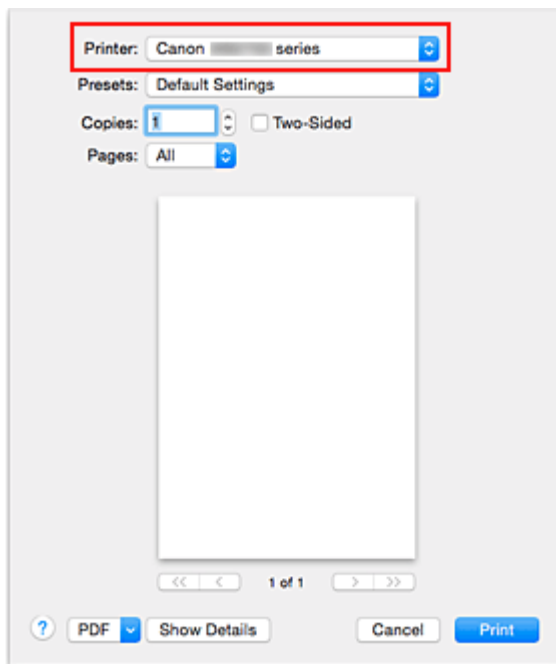 Printer: Canon series
Presets: Default Settings
Copies: 1 Two-Sided
Pages: All
<< < 1 of 1 > >>
? PDF Show Details Cancel Print